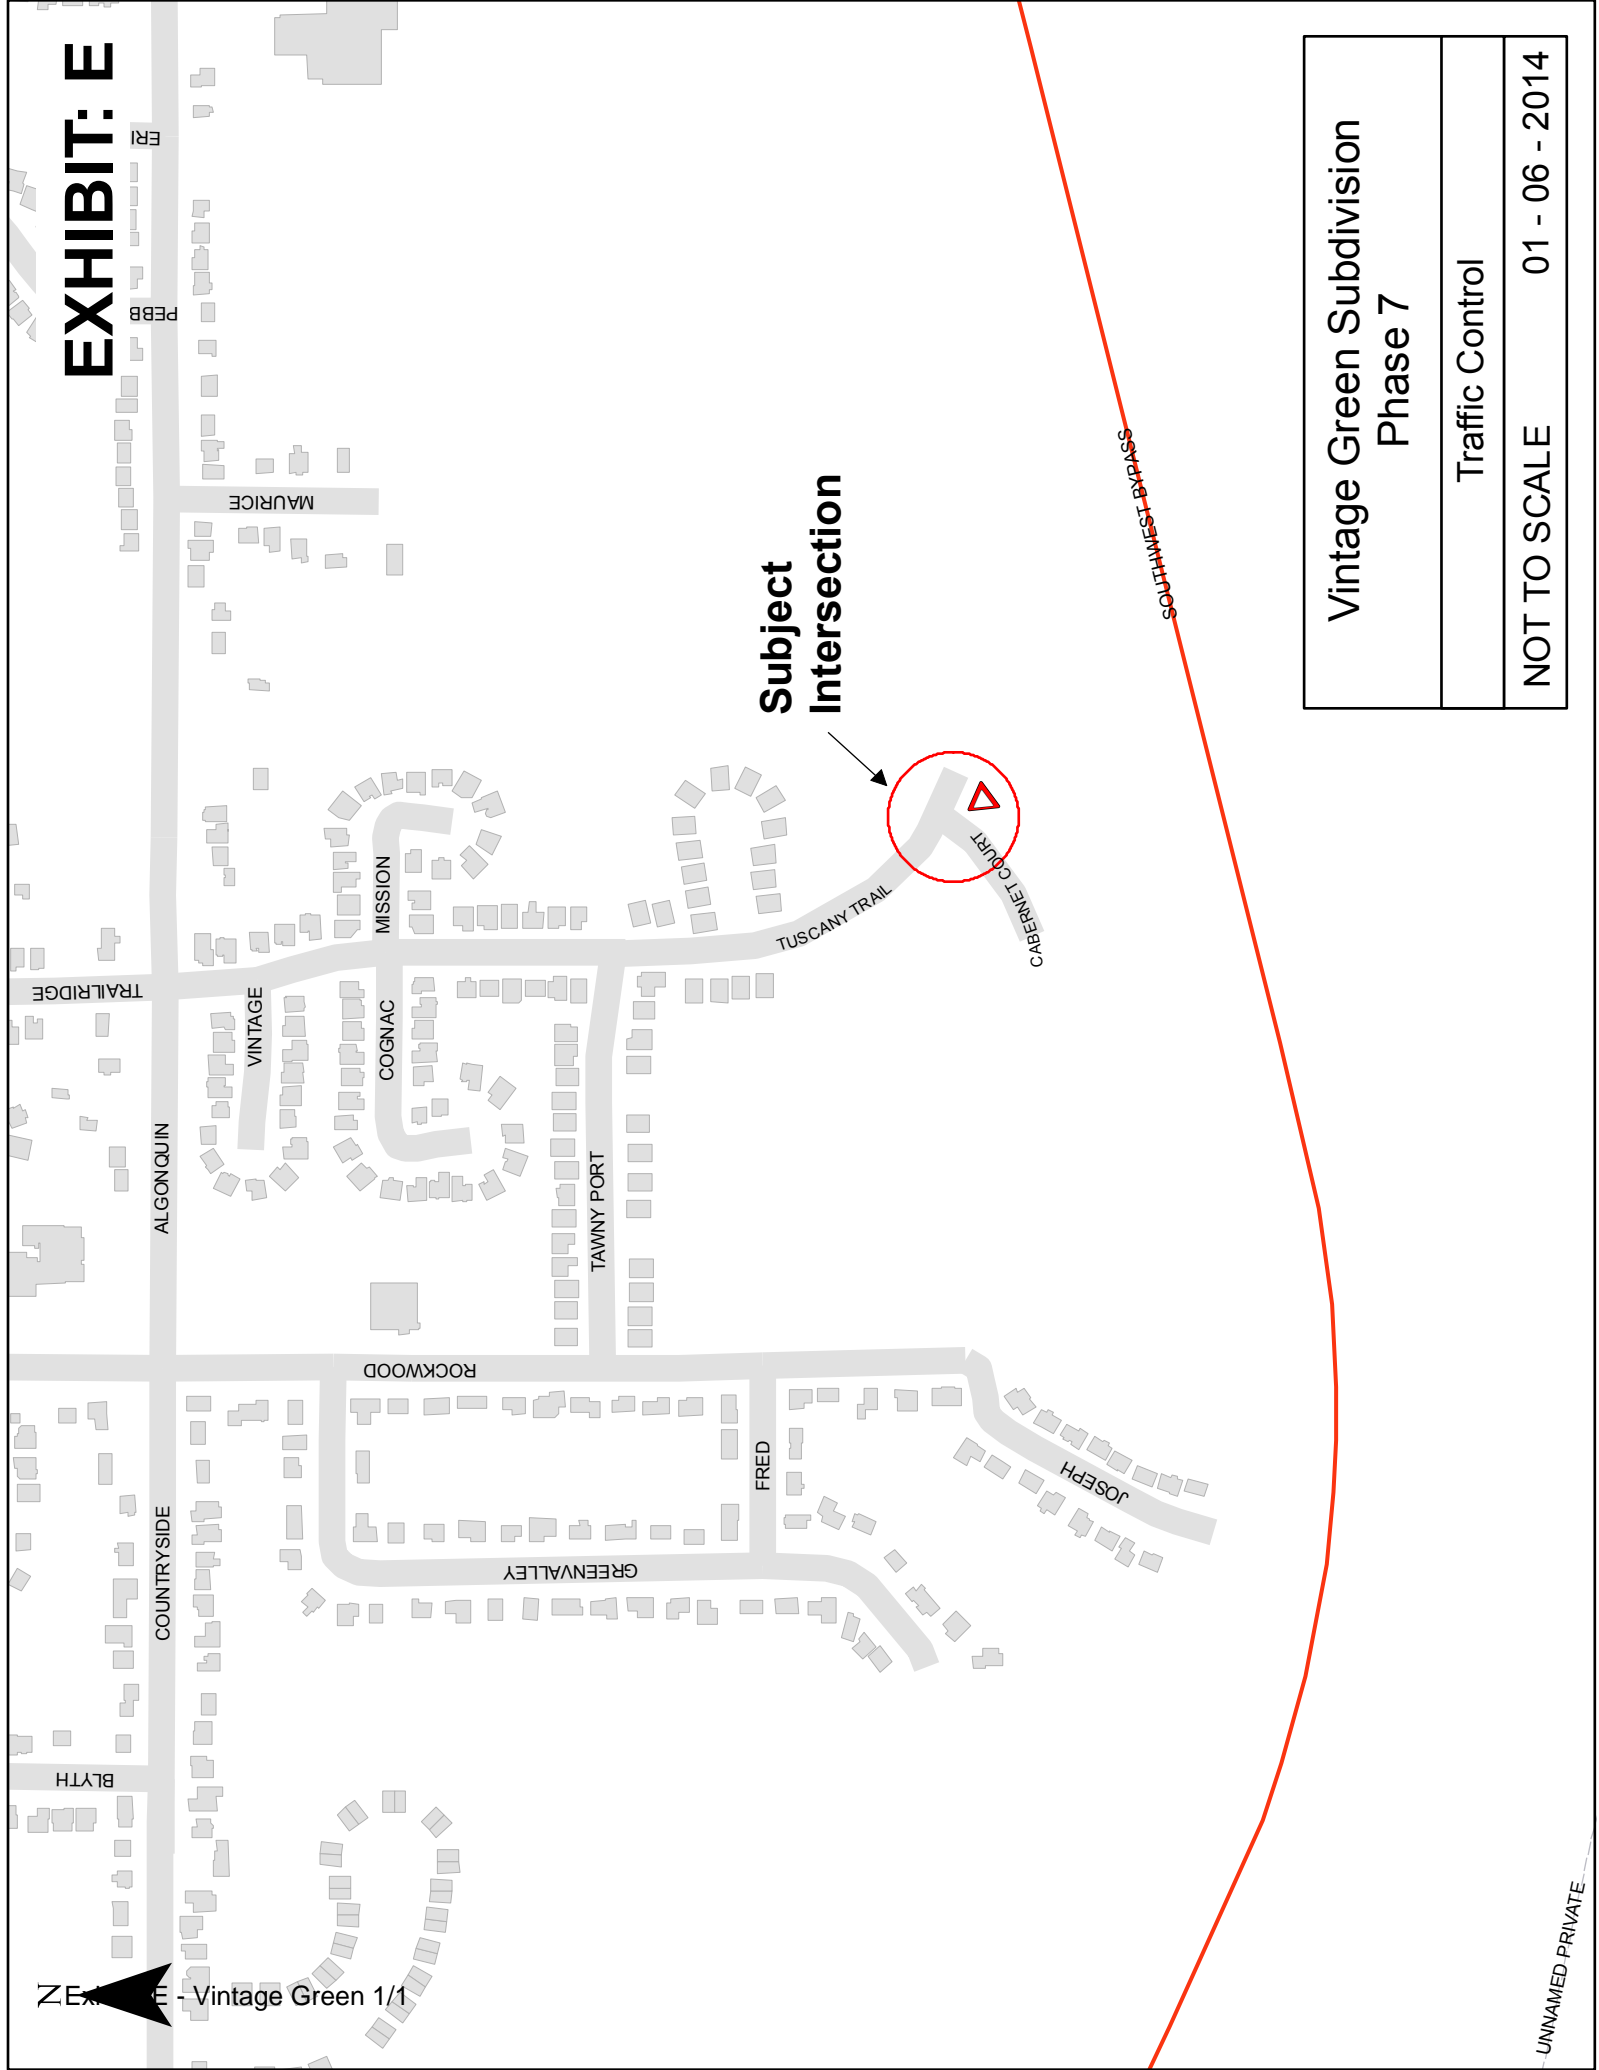 EXHIBIT: E
ERI
PEBB
MAURICE
Subject
Intersection
SOUTHWEST BYPASS
TRAILRIDGE
ALGONQUIN
VINTAGE
MISSION
COGNAC
TUSCANY TRAIL
CABERNET COURT
TAWNY PORT
ROCKWOOD
COUNTRYSIDE
FRED
JOSEPH
GREENVALLEY
BLYTH
UNNAMED PRIVATE
N
E - Vintage Green 1/1
Vintage Green Subdivision
Phase 7
Traffic Control
NOT TO SCALE 01 - 06 - 2014